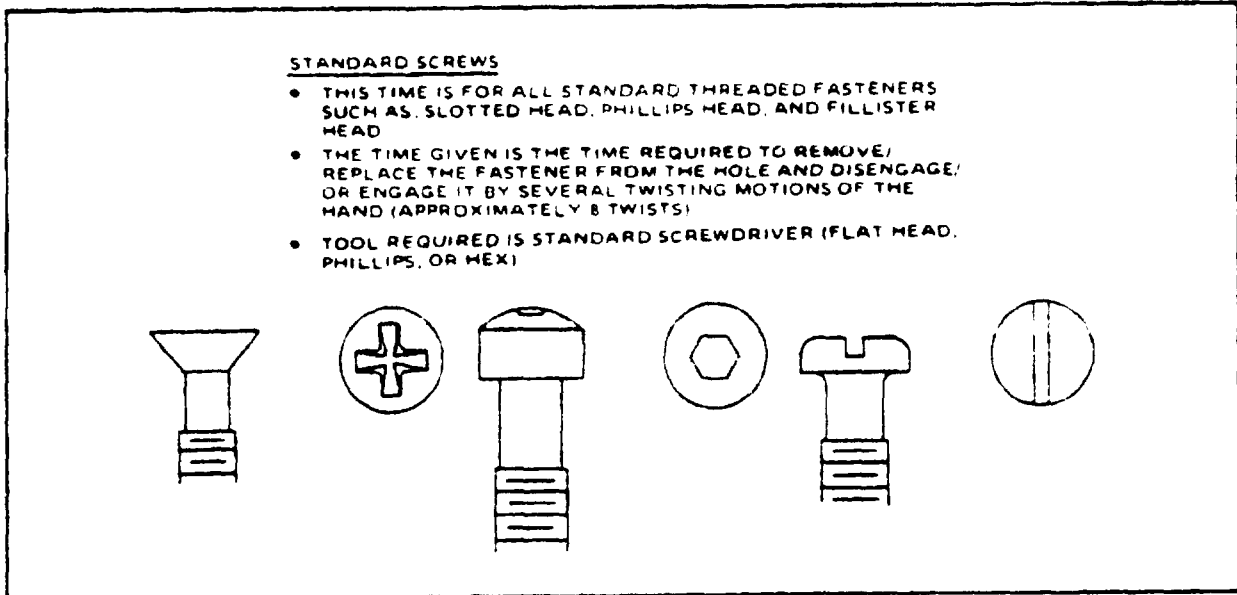 STANDARD SCREWS
• THIS TIME IS FOR ALL STANDARD THREADED FASTENERS
SUCH AS. SLOTTED HEAD. PHILLIPS HEAD, AND FILLISTER
HEAD
• THE TIME GIVEN IS THE TIME REQUIRED TO REMOVE/
REPLACE THE FASTENER FROM THE HOLE AND DISENGAGE/
OR ENGAGE IT BY SEVERAL TWISTING MOTIONS OF THE
HAND (APPROXIMATELY 8 TWISTS)
• TOOL REQUIRED IS STANDARD SCREWDRIVER (FLAT HEAD.
PHILLIPS, OR HEX)